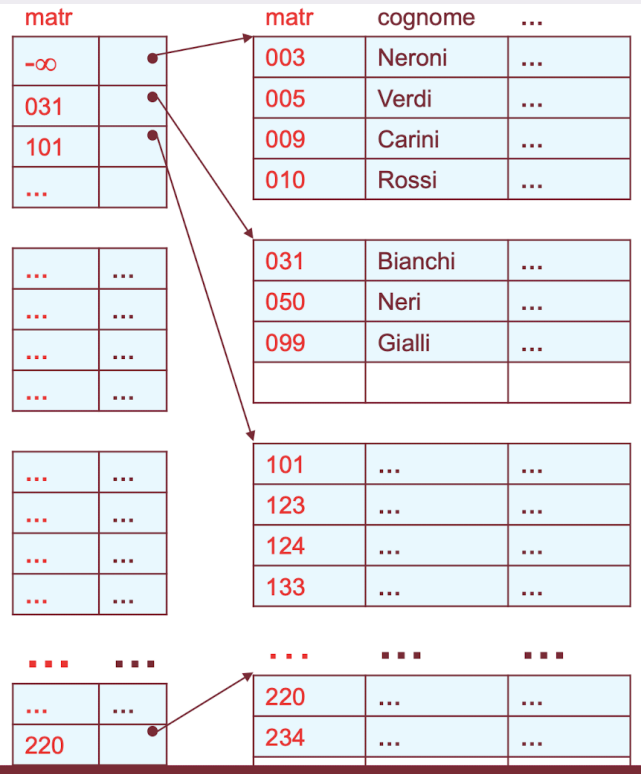 matr matr cognome ...
-∞ 003 Neroni ...
031 005 Verdi ...
101 009 Carini ...
... 010 Rossi ...
... ... 031 Bianchi ...
... ... 050 Neri ...
... ... 099 Gialli ...
... ...
... ... 101 ... ...
... ... 123 ... ...
... ... 124 ... ...
... ... 133 ... ...
... ... ... ... ...
... ... 220 ... ...
220 234 ... ...